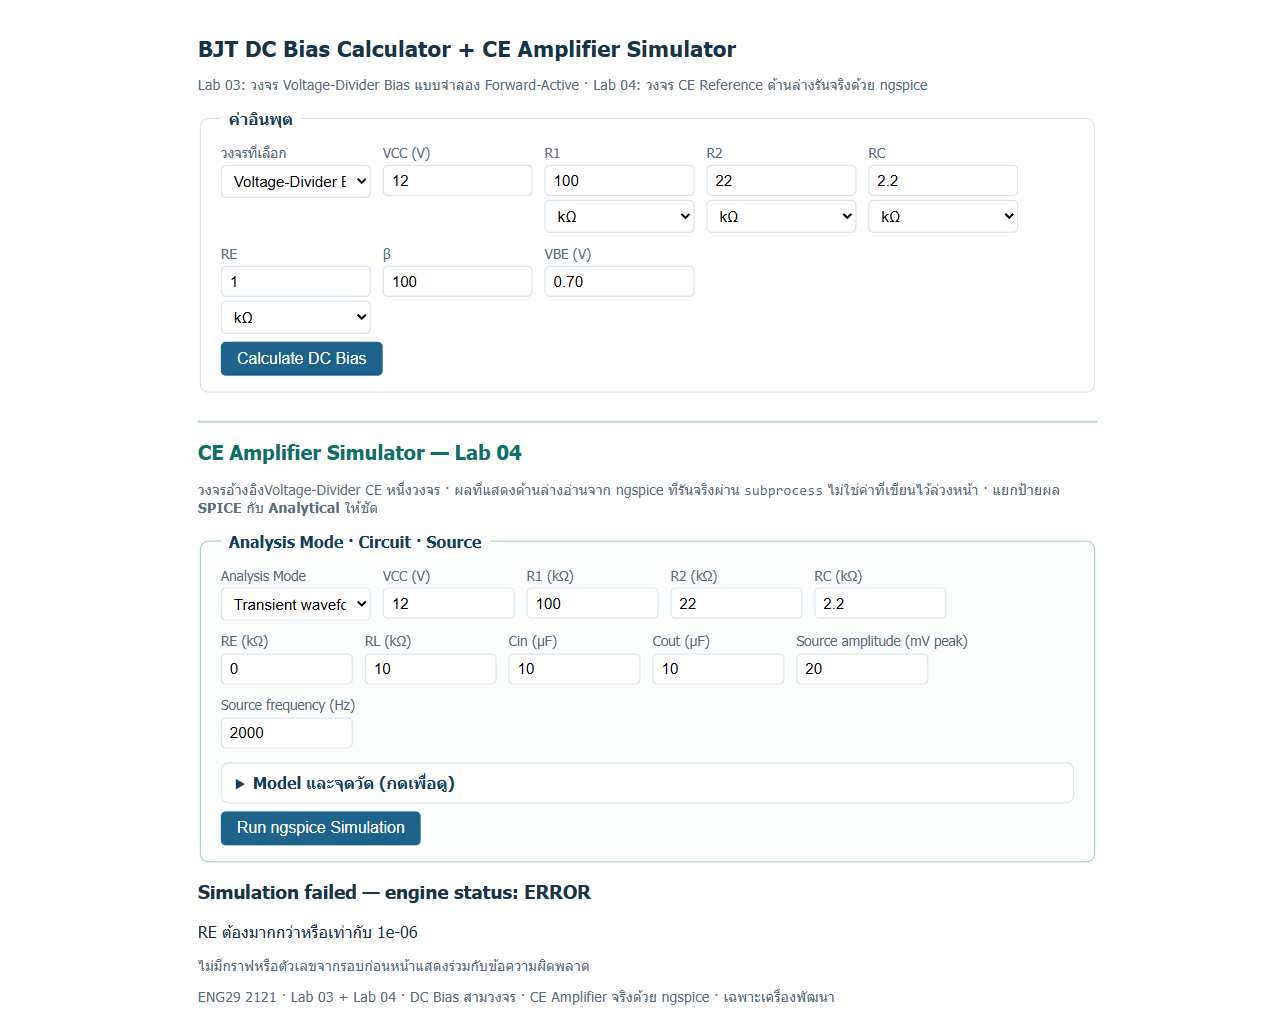 BJT DC Bias Calculator + CE Amplifier Simulator
Lab 03: วงจร Voltage-Divider Bias แบบจำลอง Forward-Active · Lab 04: วงจร CE Reference ด้านล่างรันจริงด้วย ngspice
ค่าอินพุต
วงจรที่เลือก VCC (V) R1 R2 RC
Voltage-Divider E 12 100 22 2.2
kΩ kΩ kΩ
RE β VBE (V)
1 100 0.70
kΩ
Calculate DC Bias
CE Amplifier Simulator — Lab 04
วงจรอ้างอิงVoltage-Divider CE หนึ่งวงจร · ผลที่แสดงด้านล่างอ่านจาก ngspice ที่รันจริงผ่าน subprocess ไม่ใช่ค่าที่เขียนไว้ล่วงหน้า · แยกป้ายผล
SPICE กับ Analytical ให้ชัด
Analysis Mode · Circuit · Source
Analysis Mode VCC (V) R1 (kΩ) R2 (kΩ) RC (kΩ)
Transient wavefc 12 100 22 2.2
RE (kΩ) RL (kΩ) Cin (µF) Cout (µF) Source amplitude (mV peak)
0 10 10 10 20
Source frequency (Hz)
2000
▶ Model และจุดวัด (กดเพื่อดู)
Run ngspice Simulation
Simulation failed — engine status: ERROR
RE ต้องมากกว่าหรือเท่ากับ 1e-06
ไม่มีกราฟหรือตัวเลขจากรอบก่อนหน้าแสดงร่วมกับข้อความผิดพลาด
ENG29 2121 · Lab 03 + Lab 04 · DC Bias สามวงจร · CE Amplifier จริงด้วย ngspice · เฉพาะเครื่องพัฒนา